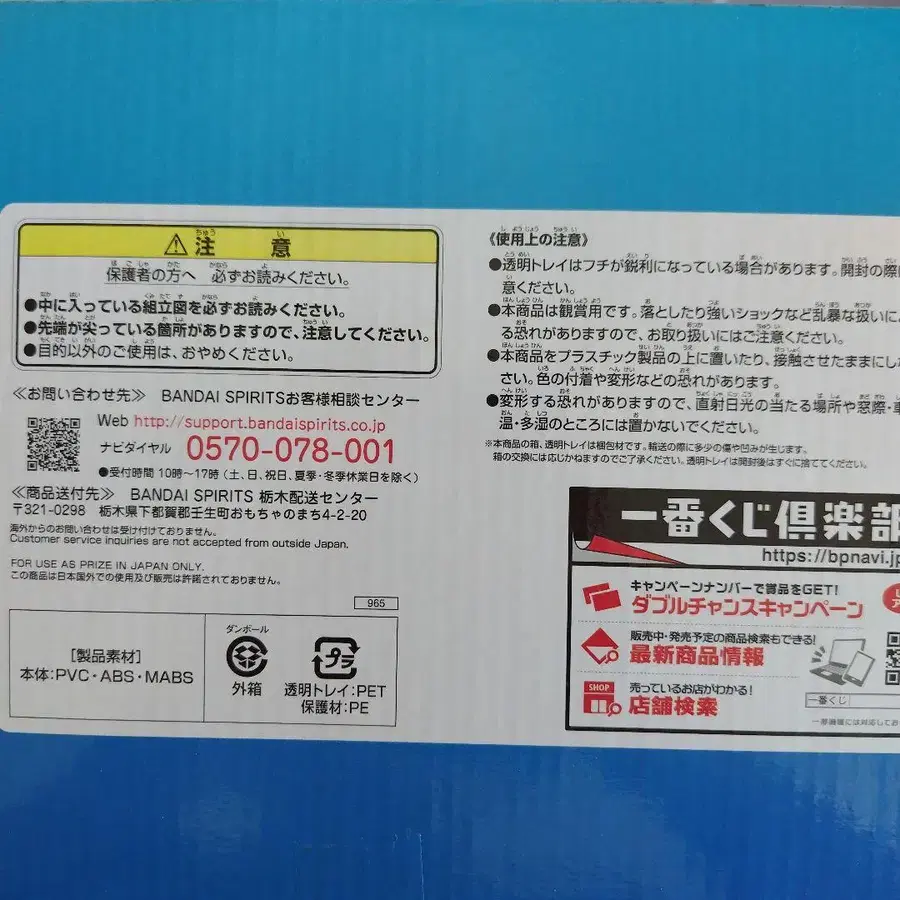 ⚠注意
保護者の方へ 必ずお読みください。
●中に入っている組立図を必ずお読みください。
●先端が尖っている箇所がありますので、注意してください。
●目的以外のご使用は、おやめください。
≪お問い合わせ先≫ BANDAI SPIRITSお客様相談センター
Web http://support.bandaispirits.co.jp
ナビダイヤル 0570-078-001
●受付時間 10時〜17時(土、日、祝日、夏季・冬季休業日を除く)
≪商品送付先≫ BANDAI SPIRITS 栃木配送センター
〒321-0298 栃木県下都賀郡壬生町おもちゃのまち4-2-20
海外からのお問い合わせは受け付けておりません。
Customer service inquiries are not accepted from outside Japan.
FOR USE AS PRIZE IN JAPAN ONLY.
この商品は日本国外での使用及び販売は許諾されておりません。
965
[製品素材]
本体:PVC・ABS・MABS
ダンボール
外箱
プラ
透明トレイ:PET
保護材:PE
≪使用上の注意≫
●透明トレイはフチが鋭利になっている場合があります。開封の際に
意ください。
●本商品は観賞用です。落としたり強いショックなど乱暴な扱いによ
る恐れがありますので、お取り扱いにはご注意ください。
●本商品をプラスチック製品の上に置いたり、接触させたままにし
さい。色の付着や変形などの恐れがあります。
●変形する恐れがありますので、直射日光の当たる場所や窓際・車
温・多湿のところには置かないでください。
※本商品の箱、透明トレイは梱包材です。輸送の際に多少の傷や凹みが生じます。
箱の交換には応じかねますのでご了承ください。透明トレイは開封後はすぐに捨ててください。
一番くじ倶楽部
https://bpnavi.jp
キャンペーンナンバーで賞品をGET!
ダブルチャンスキャンペーン
販売中・発売予定の商品検索もできる!
最新商品情報
SHOP
売っているお店がわかる!
店舗検索
一番くじ